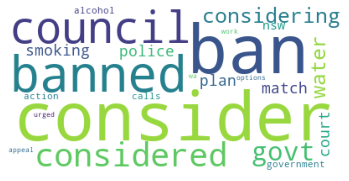 alcohol
council ban considering
smoking police nsw
work
banned plan match water
wa options
action calls court
consider
urged
considered govt
appeal government